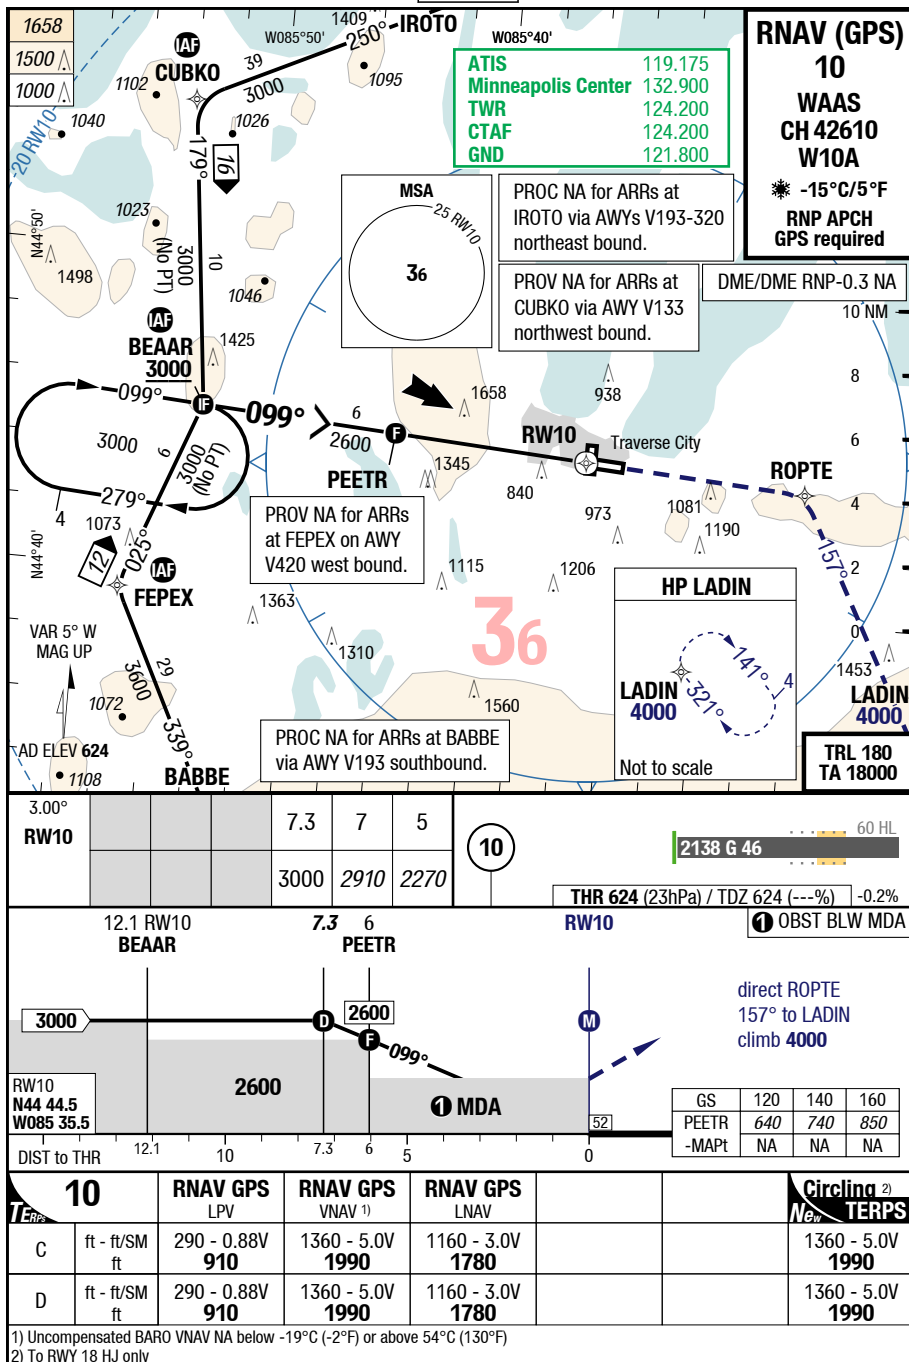 1658
1500
1000
1409
IROTO
W085°50'
W085°40'
250°
IAF
CUBKO
39
3000
1102
1095
1040
1026
20 RW10
179°
16
ATIS 119.175
Minneapolis Center 132.900
TWR 124.200
CTAF 124.200
GND 121.800
RNAV (GPS)
10
WAAS
CH 42610
W10A
-15°C/5°F
RNP APCH
GPS required
MSA
25 RW10
36
PROC NA for ARRs at
IROTO via AWYs V193-320
northeast bound.
PROV NA for ARRs at
CUBKO via AWY V133
northwest bound.
DME/DME RNP-0.3 NA
N44°50'
1023
1498
3000
(No PT)
10
1046
10 NM
IAF
BEAAR
3000
1425
8
099°
IF
099°
6
2600
F
PEETR
1658
938
RW10
Traverse City
6
3000
9
3000
(No PT)
1345
840
ROPTE
279°
4
1073
973
1081
1190
4
N44°40'
025°
12
PROV NA for ARRs
at FEPEX on AWY
V420 west bound.
157°
IAF
FEPEX
1115
1206
2
1363
HP LADIN
VAR 5° W
MAG UP
1310
36
0
29
3600
141°
321°
4
LADIN
4000
1453
LADIN
4000
1072
1560
339°
AD ELEV 624
PROC NA for ARRs at BABBE
via AWY V193 southbound.
Not to scale
TRL 180
TA 18000
1108
BABBE
3.00°
RW10
7.3 7 5
3000 2910 2270
10
60 HL
2138 G 46
THR 624 (23hPa) / TDZ 624 (---%) -0.2%
12.1 RW10
BEAAR
7.3
6
PEETR
RW10
1 OBST BLW MDA
3000
D
2600
F
099°
M
direct ROPTE
157° to LADIN
climb 4000
2600
1 MDA
RW10
N44 44.5
W085 35.5
52
GS 120 140 160
PEETR 640 740 850
-MAPt NA NA NA
DIST to THR 12.1 10 7.3 6 5 0
TERPS 10
RNAV GPS LPV
RNAV GPS VNAV 1)
RNAV GPS LNAV
Circling 2)
New TERPS
C ft - ft/SM 290 - 0.88V 1360 - 5.0V 1160 - 3.0V 1360 - 5.0V
ft 910 1990 1780 1990
D ft - ft/SM 290 - 0.88V 1360 - 5.0V 1160 - 3.0V 1360 - 5.0V
ft 910 1990 1780 1990
1) Uncompensated BARO VNAV NA below -19°C (-2°F) or above 54°C (130°F)
2) To RWY 18 HJ only